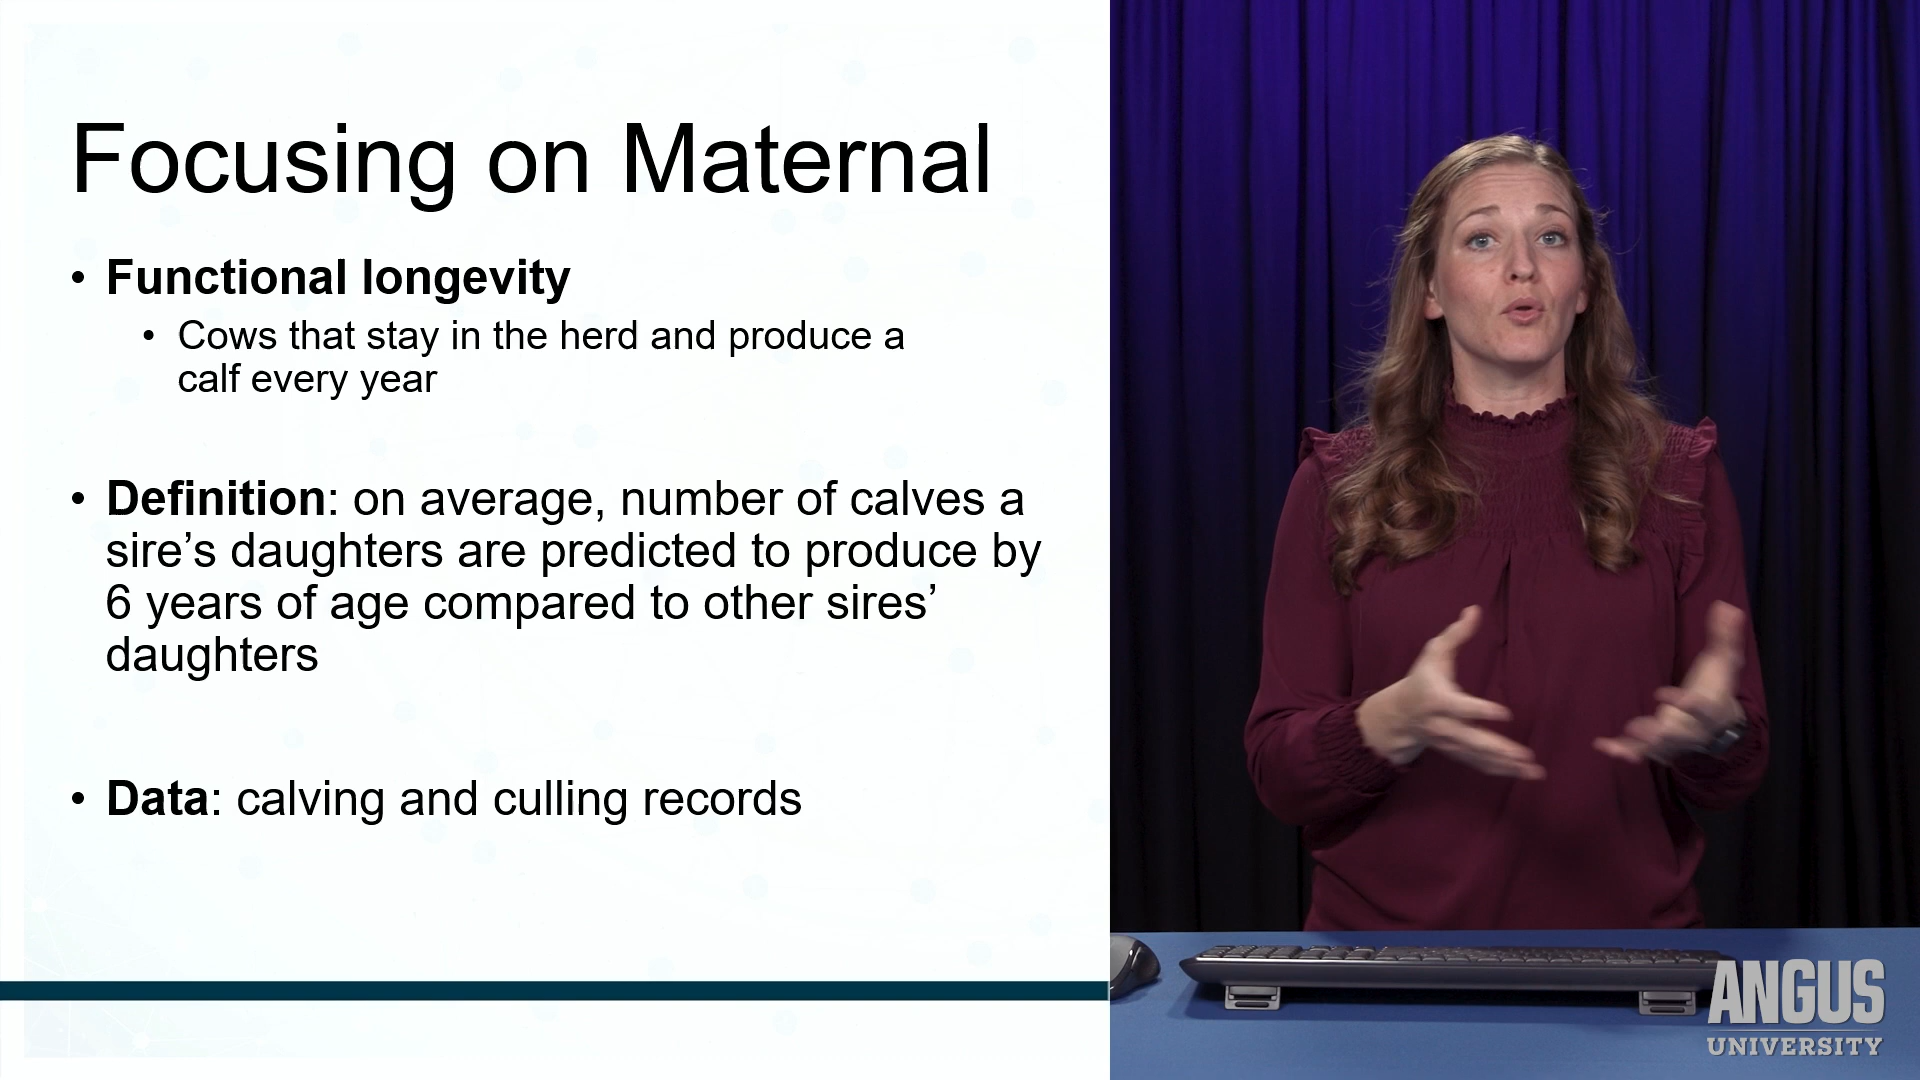 Focusing on Maternal
• Functional longevity
• Cows that stay in the herd and produce a
calf every year
• Definition: on average, number of calves a
sire’s daughters are predicted to produce by
6 years of age compared to other sires’
daughters
• Data: calving and culling records
ANGUS
UNIVERSITY